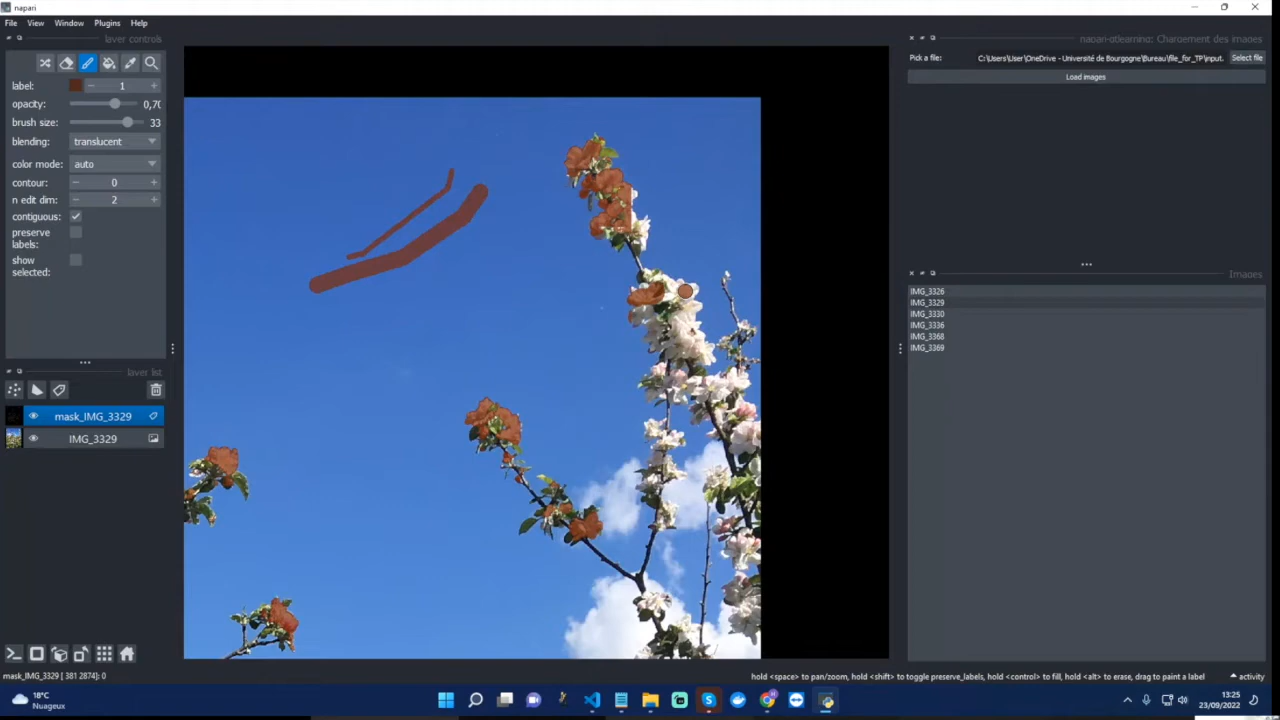 napari
File View Window Plugins Help
layer controls
label: 1
opacity: 0,70
brush size: 33
blending: translucent
color mode: auto
contour: 0
n edit dim: 2
contiguous:
preserve
labels:
show
selected:
layer list
mask_IMG_3329
IMG_3329
napari-otlearning: Chargement des images
Pick a file: C:\Users\User\OneDrive - Université de Bourgogne\Bureau\file_for_TP\input. Select file
Load images
Images
IMG_3326
IMG_3329
IMG_3330
IMG_3336
IMG_3368
IMG_3369
mask_IMG_3329 [ 381 2874]: 0
hold <space> to pan/zoom, hold <shift> to toggle preserve_labels, hold <control> to fill, hold <alt> to erase, drag to paint a label
activity
18°C
Nuageux
13:25
23/09/2022